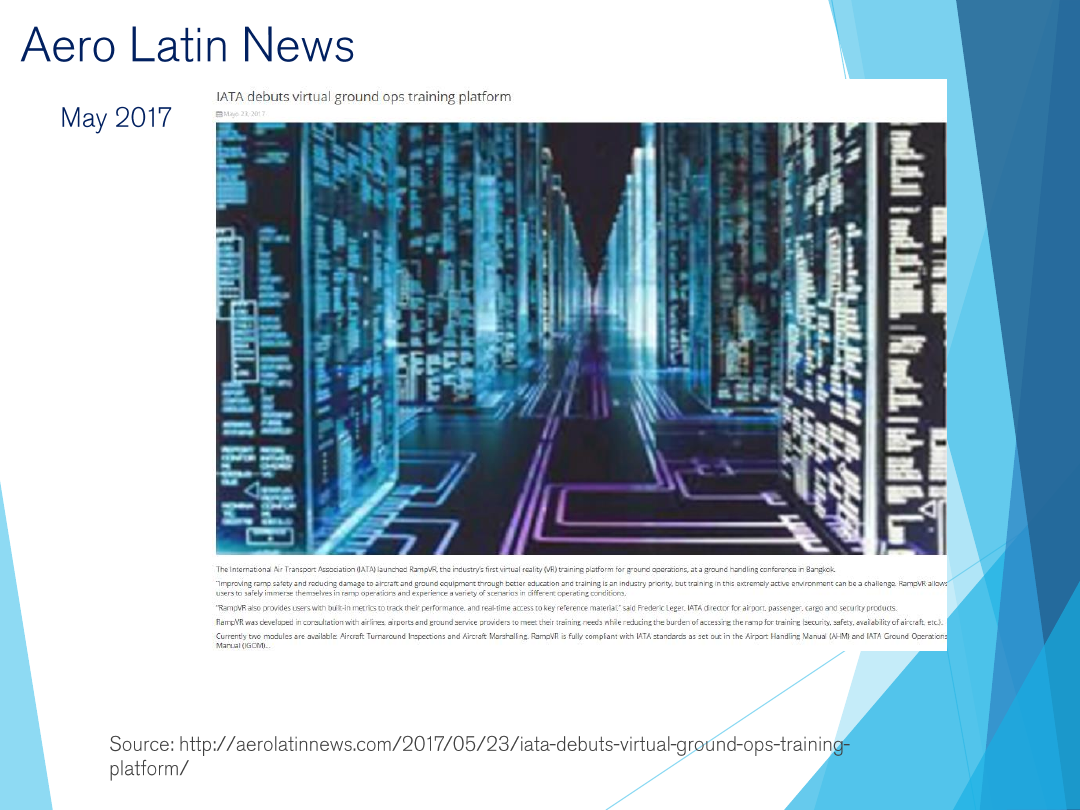 Aero Latin News
May 2017
IATA debuts virtual ground ops training platform
Mayo 23, 2017
The International Air Transport Association (IATA) launched RampVR, the industry's first virtual reality (VR) training platform for ground operations, at a ground handling conference in Bangkok.
"Improving ramp safety and reducing damage to aircraft and ground equipment through better education and training is an industry priority, but training in this extremely active environment can be a challenge. RampVR allows
users to safely immerse themselves in ramp operations and experience a variety of scenarios in different operating conditions.
"RampVR also provides users with built-in metrics to track their performance, and real-time access to key reference material," said Frederic Leger, IATA director for airport, passenger, cargo and security products.
RampVR was developed in consultation with airlines, airports and ground service providers to meet their training needs while reducing the burden of accessing the ramp for training (security, safety, availability of aircraft, etc.).
Currently two modules are available: Aircraft Turnaround Inspections and Aircraft Marshalling. RampVR is fully compliant with IATA standards as set out in the Airport Handling Manual (AHM) and IATA Ground Operations
Manual (IGOM)...
Source: http://aerolatinnews.com/2017/05/23/iata-debuts-virtual-ground-ops-training-
platform/